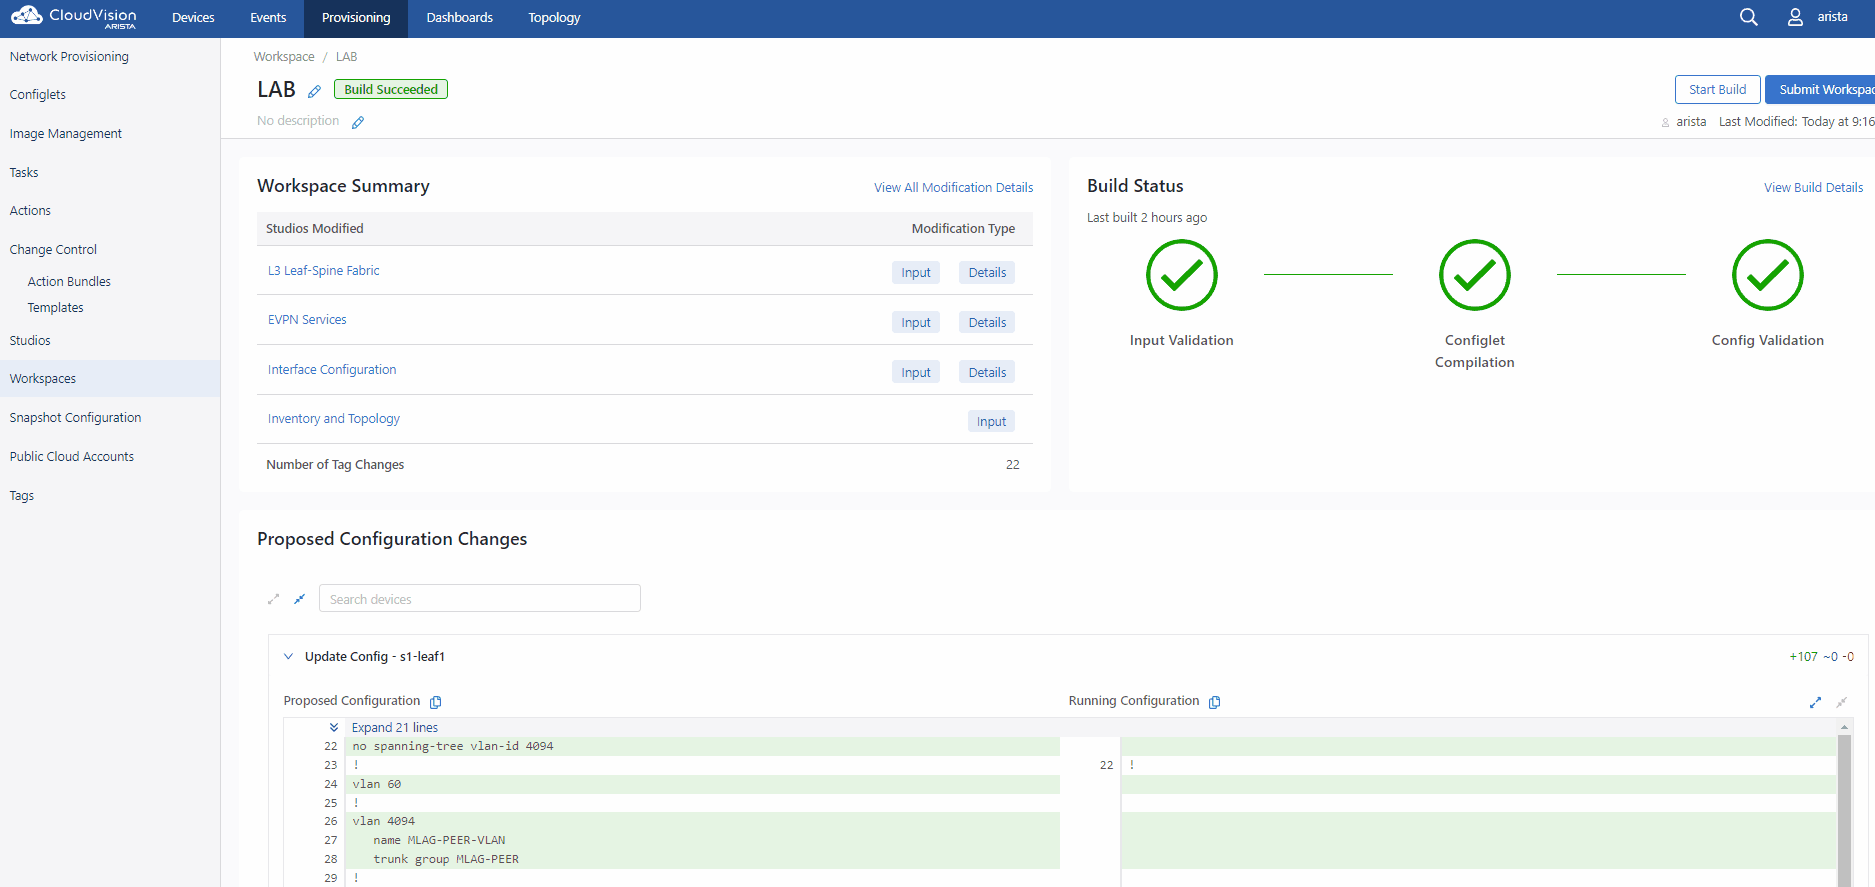 CloudVision
ARISTA
Devices
Events
Provisioning
Dashboards
Topology
arista
Network Provisioning
Configlets
Image Management
Tasks
Actions
Change Control
Action Bundles
Templates
Studios
Workspaces
Snapshot Configuration
Public Cloud Accounts
Tags
Workspace / LAB
LAB
Build Succeeded
Start Build
Submit Workspac
No description
arista Last Modified: Today at 9:16
Workspace Summary
View All Modification Details
Studios Modified Modification Type
L3 Leaf-Spine Fabric Input Details
EVPN Services Input Details
Interface Configuration Input Details
Inventory and Topology Input
Number of Tag Changes 22
Build Status
View Build Details
Last built 2 hours ago
Input Validation
Configlet
Compilation
Config Validation
Proposed Configuration Changes
Search devices
Update Config - s1-leaf1
+107 ~0 -0
Proposed Configuration
Running Configuration
Expand 21 lines
22 no spanning-tree vlan-id 4094
23 ! 22 !
24 vlan 60
25 !
26 vlan 4094
27 name MLAG-PEER-VLAN
28 trunk group MLAG-PEER
29 !